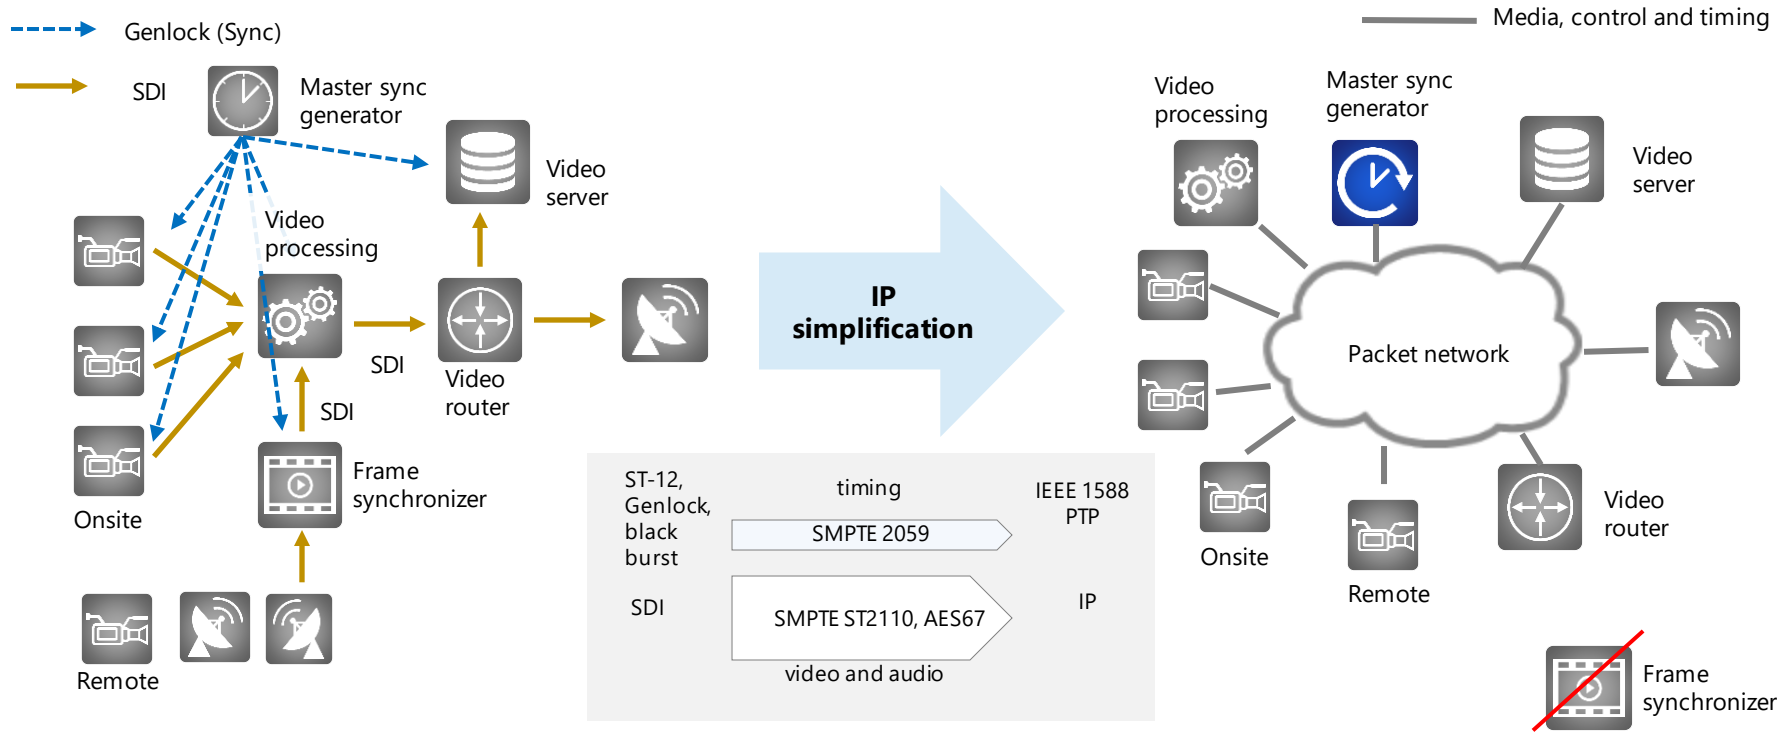 Genlock (Sync)
SDI
Master sync
generator
Video
server
Video
processing
SDI
Video
router
SDI
Onsite
Frame
synchronizer
Remote
IP
simplification
ST-12,
Genlock,
black
burst
timing
SMPTE 2059
IEEE 1588
PTP
SDI
SMPTE ST2110, AES67
IP
video and audio
Media, control and timing
Video
processing
Master sync
generator
Video
server
Packet network
Onsite
Remote
Video
router
Frame
synchronizer